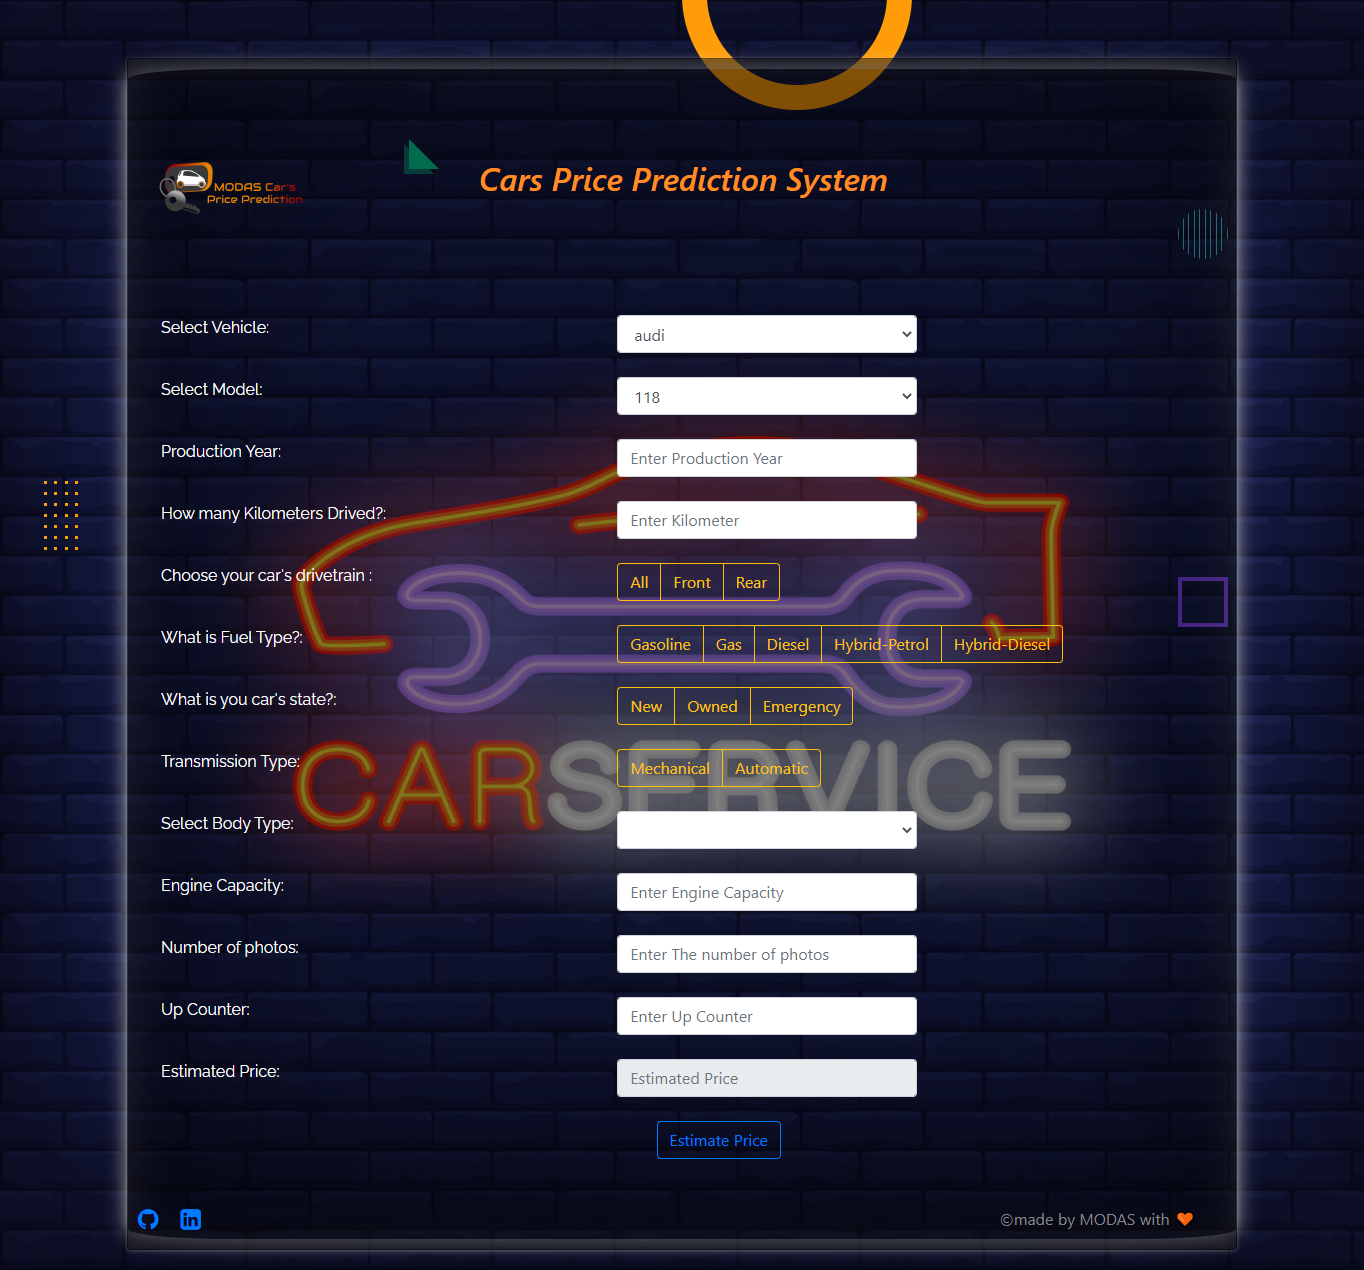 MODAS Car's
Price Prediction
Cars Price Prediction System
Select Vehicle:
audi
Select Model:
118
Production Year:
Enter Production Year
How many Kilometers Drived?:
Enter Kilometer
Choose your car's drivetrain :
All Front Rear
What is Fuel Type?:
Gasoline Gas Diesel Hybrid-Petrol Hybrid-Diesel
What is you car's state?:
New Owned Emergency
Transmission Type:
Mechanical Automatic
CARSERVICE
Select Body Type:
Engine Capacity:
Enter Engine Capacity
Number of photos:
Enter The number of photos
Up Counter:
Enter Up Counter
Estimated Price:
Estimated Price
Estimate Price
in
©made by MODAS with